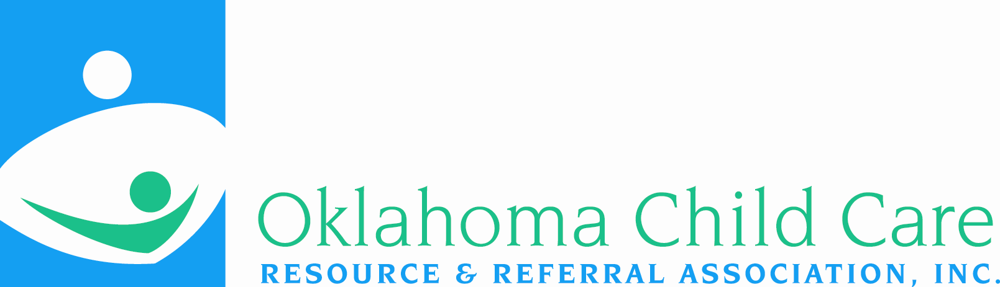 Oklahoma Child Care
RESOURCE & REFERRAL ASSOCIATION, INC.